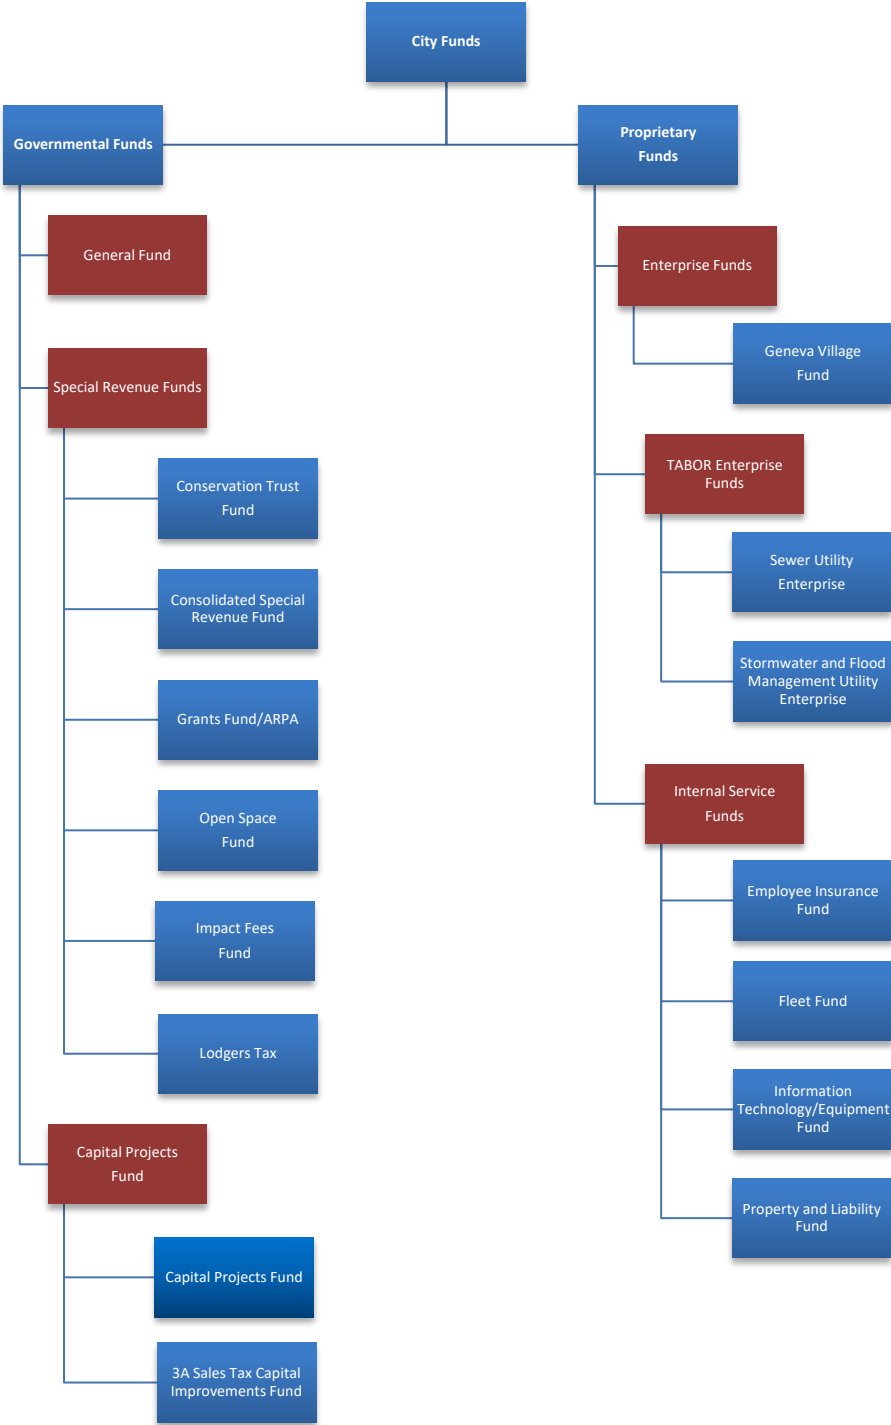 City Funds
Governmental Funds
Proprietary
Funds
General Fund
Special Revenue Funds
Conservation Trust
Fund
Consolidated Special
Revenue Fund
Grants Fund/ARPA
Open Space
Fund
Impact Fees
Fund
Lodgers Tax
Capital Projects
Fund
Capital Projects Fund
3A Sales Tax Capital
Improvements Fund
Enterprise Funds
Geneva Village
Fund
TABOR Enterprise
Funds
Sewer Utility
Enterprise
Stormwater and Flood
Management Utility
Enterprise
Internal Service
Funds
Employee Insurance
Fund
Fleet Fund
Information
Technology/Equipment
Fund
Property and Liability
Fund